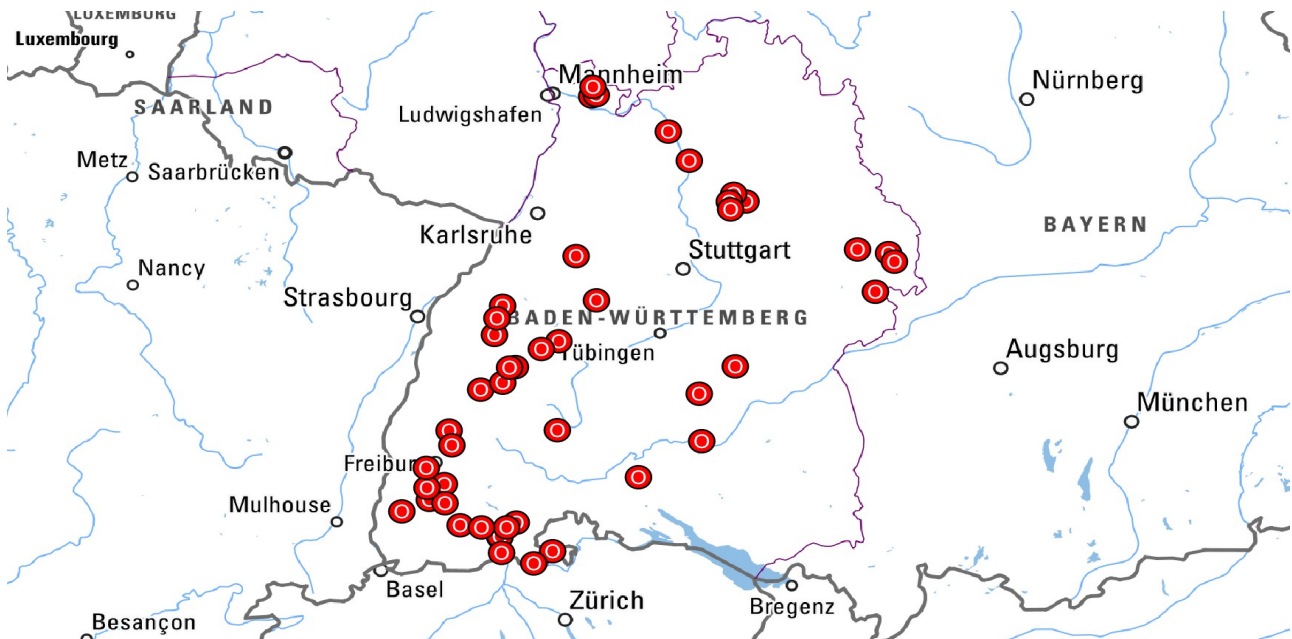 LUXEMBURG
Luxembourg
Mannheim
Nürnberg
SAARLAND
Ludwigshafen
Metz
Saarbrücken
Karlsruhe
BAYERN
Stuttgart
Nancy
Strasbourg
BADEN-WÜRTTEMBERG
Tübingen
Augsburg
München
Freiburg
Mulhouse
Basel
Zürich
Bregenz
Besançon